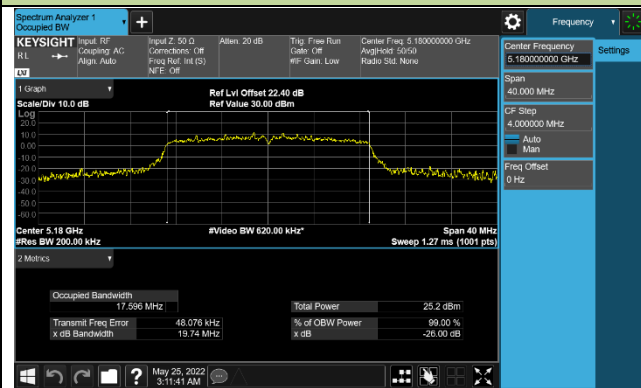 Spectrum Analyzer 1
Occupied BW
+
Frequency
KEYSIGHT
RL
LXI
Input: RF
Coupling: AC
Align: Auto
Input Z: 50 Ω
Corrections: Off
Freq Ref: Int (S)
NFE: Off
Atten: 20 dB
Trig: Free Run
Gate: Off
#IF Gain: Low
Center Freq: 5.180000000 GHz
Avg|Hold: 50/50
Radio Std: None
Center Frequency
5.180000000 GHz
Settings
Span
40.000 MHz
CF Step
4.000000 MHz
Auto
Man
Freq Offset
0 Hz
1 Graph
Scale/Div 10.0 dB
Ref Lvl Offset 22.40 dB
Ref Value 30.00 dBm
Log
20.0
10.0
0.00
-10.0
-20.0
-30.0
-40.0
-50.0
-60.0
Center 5.18 GHz
#Video BW 620.00 kHz*
Span 40 MHz
#Res BW 200.00 kHz
Sweep 1.27 ms (1001 pts)
2 Metrics
Occupied Bandwidth
17.596 MHz
Total Power 25.2 dBm
Transmit Freq Error 48.076 kHz
% of OBW Power 99.00 %
x dB Bandwidth 19.74 MHz
x dB -26.00 dB
?
May 25, 2022
3:11:41 AM